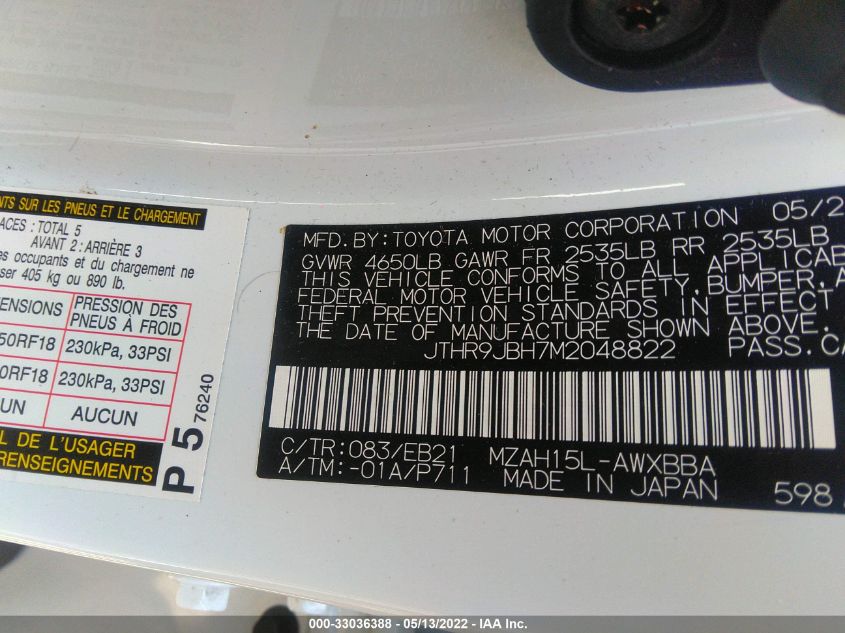 NTS SUR LES PNEUS ET LE CHARGEMENT
ACES : TOTAL 5
AVANT 2 : ARRIÈRE 3
es occupants et du chargement ne
ser 405 kg ou 890 lb.
ENSIONS PRESSION DES PNEUS À FROID
50RF18 230kPa, 33PSI
0RF18 230kPa, 33PSI
UN AUCUN
L DE L'USAGER
RENSEIGNEMENTS
P 5 76240
MFD.BY:TOYOTA MOTOR CORPORATION 05/2
GVWR 4650LB GAWR FR 2535LB RR 2535LB
THIS VEHICLE CONFORMS TO ALL APPLICAB
FEDERAL MOTOR VEHICLE SAFETY,BUMPER,A
THEFT PREVENTION STANDARDS IN EFFECT
THE DATE OF MANUFACTURE SHOWN ABOVE.
JTHR9JBH7M2048822 PASS.CA
C/TR:083/EB21 MZAH15L-AWXBBA
A/TM:-01A/P711 MADE IN JAPAN 598
000-33036388 - 05/13/2022 - IAA Inc.